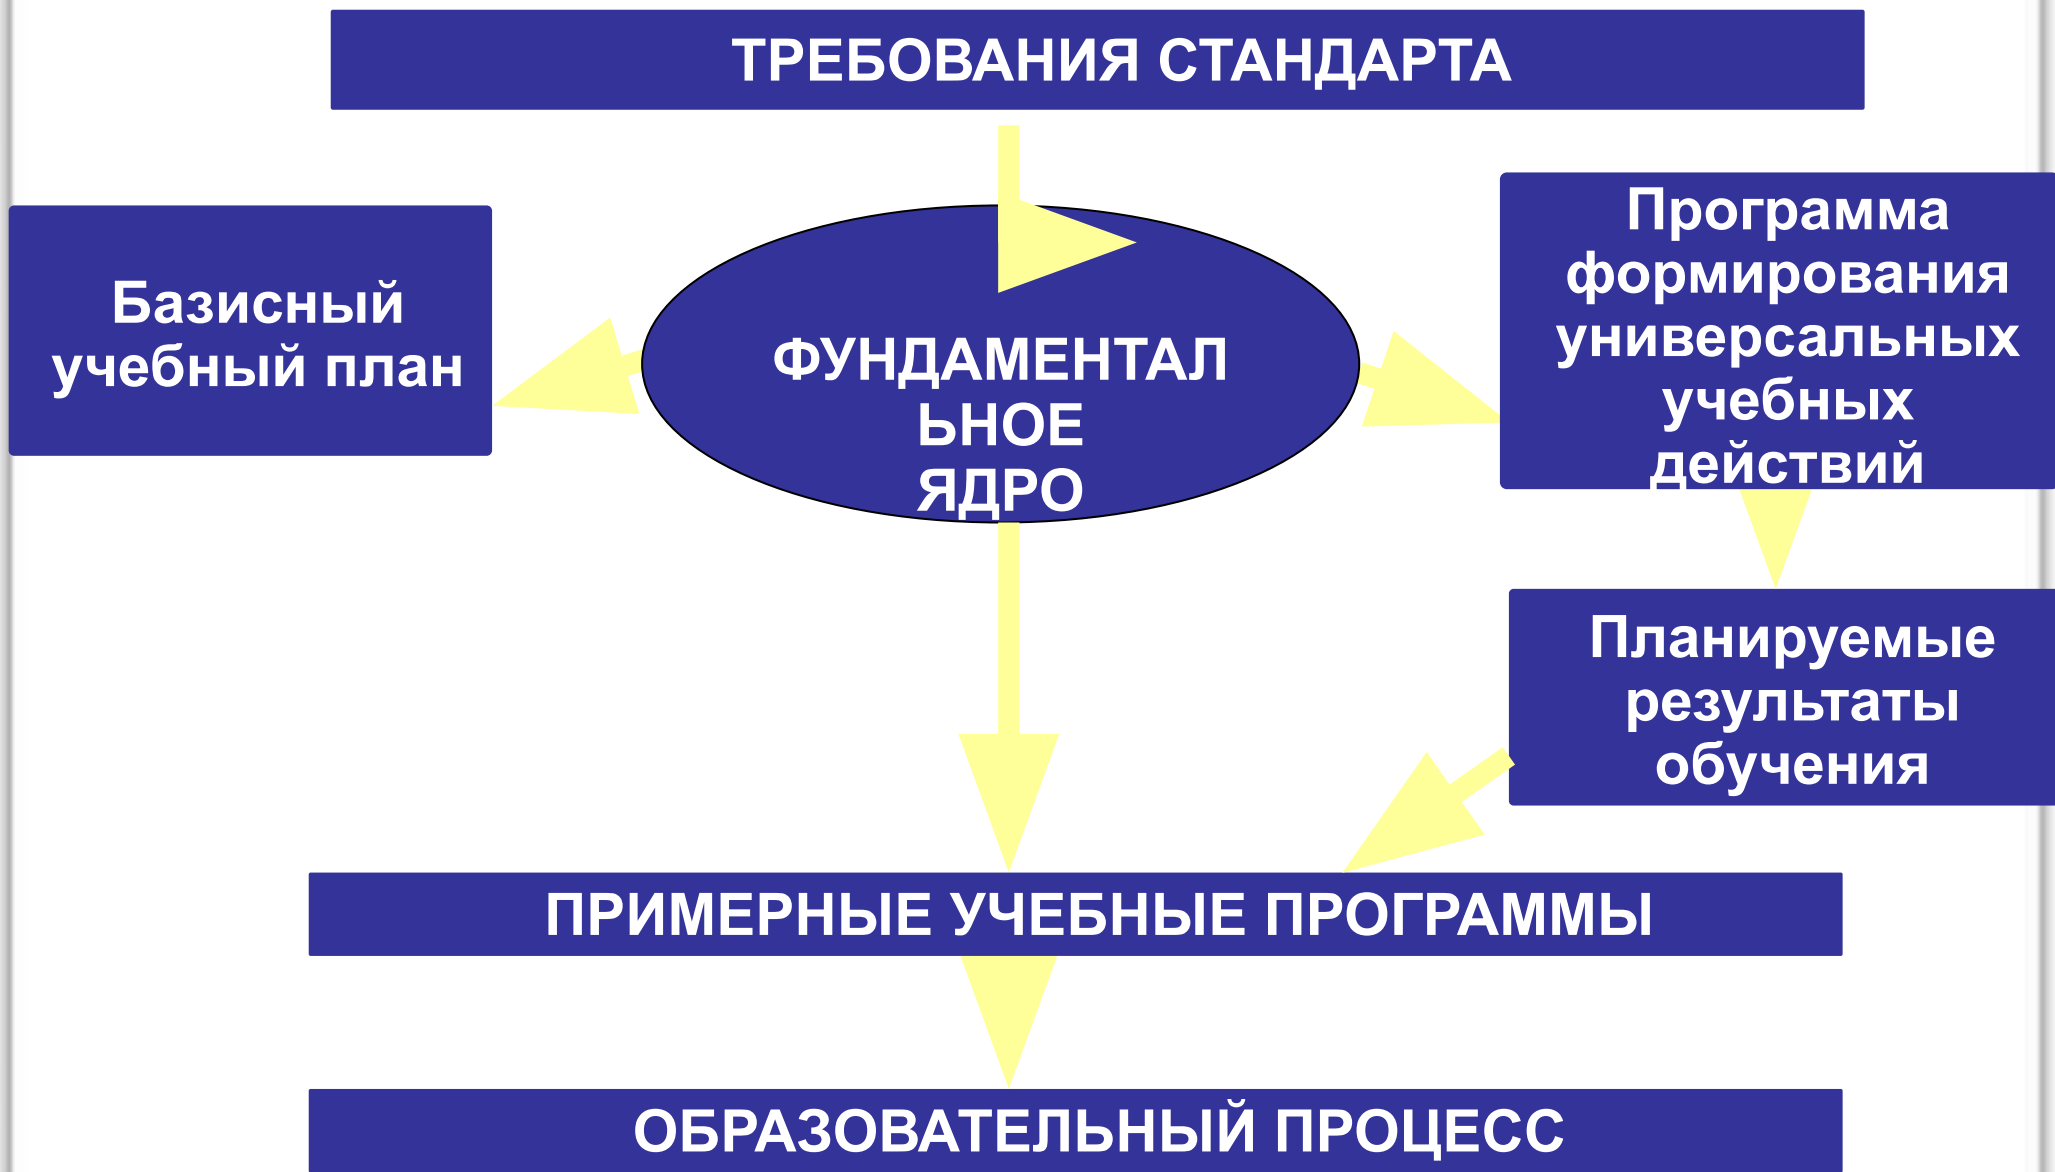 ТРЕБОВАНИЯ СТАНДАРТА
Базисный
учебный план
ФУНДАМЕНТАЛ
ЬНОЕ
ЯДРО
Программа
формирования
универсальных
учебных
действий
Планируемые
результаты
обучения
ПРИМЕРНЫЕ УЧЕБНЫЕ ПРОГРАММЫ
ОБРАЗОВАТЕЛЬНЫЙ ПРОЦЕСС